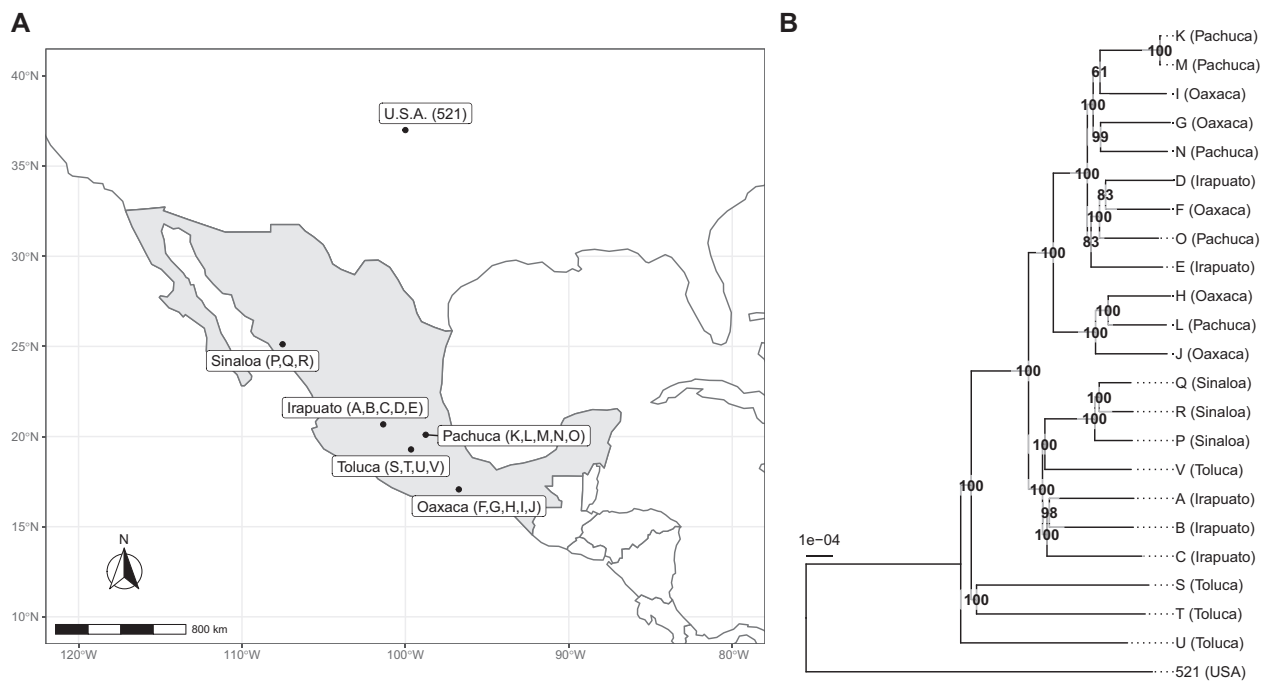 A
40°N
35°N
30°N
25°N
20°N
15°N
10°N
120°W
110°W
100°W
90°W
80°W
U.S.A. (521)
Sinaloa (P,Q,R)
Irapuato (A,B,C,D,E)
Pachuca (K,L,M,N,O)
Toluca (S,T,U,V)
Oaxaca (F,G,H,I,J)
N
800 km
B
K (Pachuca)
100
M (Pachuca)
61
I (Oaxaca)
100
G (Oaxaca)
99
N (Pachuca)
100
D (Irapuato)
83
F (Oaxaca)
100
O (Pachuca)
83
100
E (Irapuato)
H (Oaxaca)
100
L (Pachuca)
100
J (Oaxaca)
100
Q (Sinaloa)
100
R (Sinaloa)
100
P (Sinaloa)
100
V (Toluca)
100
100
A (Irapuato)
98
B (Irapuato)
100
1e−04
C (Irapuato)
S (Toluca)
100
T (Toluca)
U (Toluca)
521 (USA)